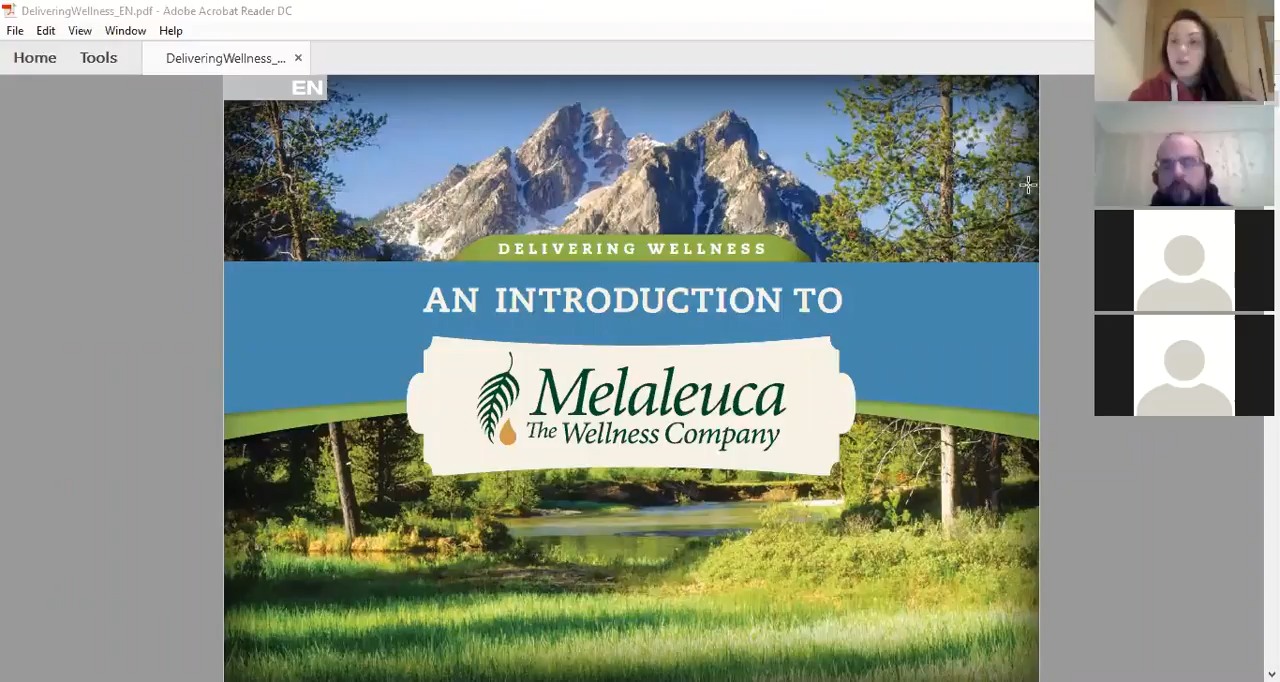 DeliveringWellness_EN.pdf - Adobe Acrobat Reader DC
File Edit View Window Help
Home Tools DeliveringWellness_... ×
EN
DELIVERING WELLNESS
AN INTRODUCTION TO
Melaleuca
The Wellness Company